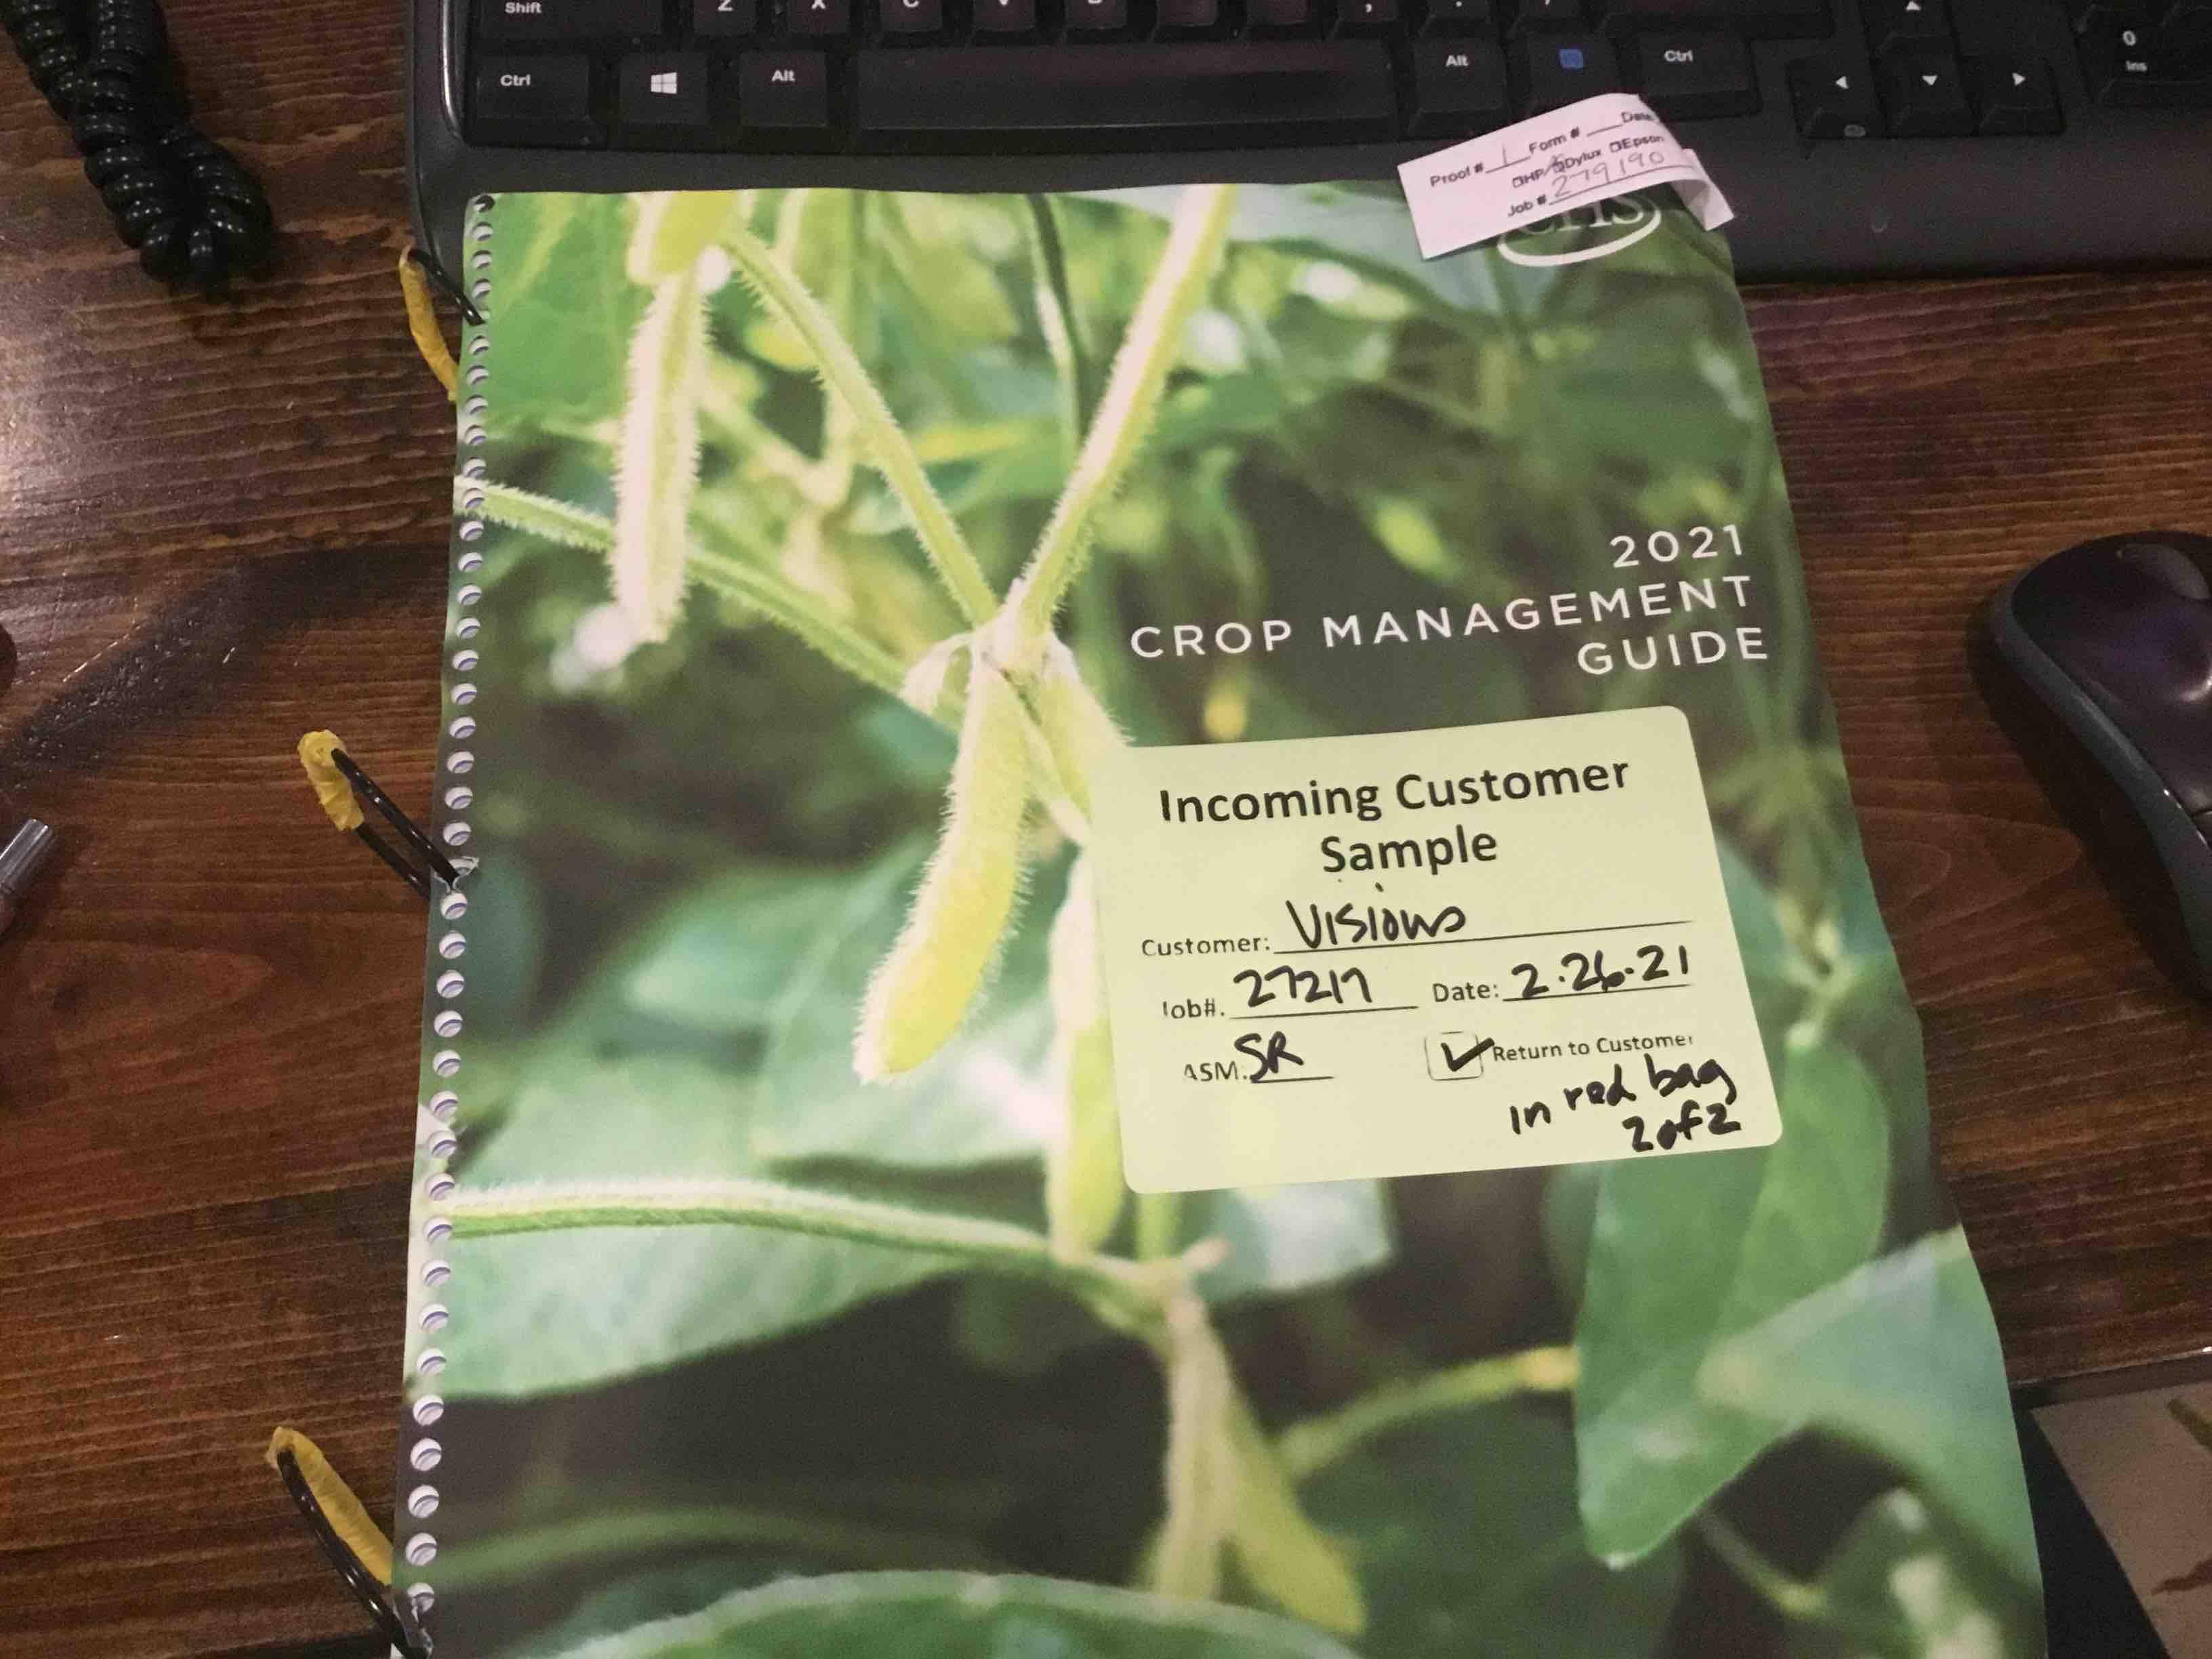 Shift Z X C V B , . /
Ctrl Alt Alt Ctrl
0
Ins
Proof # 1 Form # Date
HP Dylux Epson
Job # 279190
CHS
2021
CROP MANAGEMENT
GUIDE
Incoming Customer
Sample
Customer: Visions
Job#. 27217 Date: 2.26.21
ASM. SR ✓ Return to Customer
in red bag
2 of 2